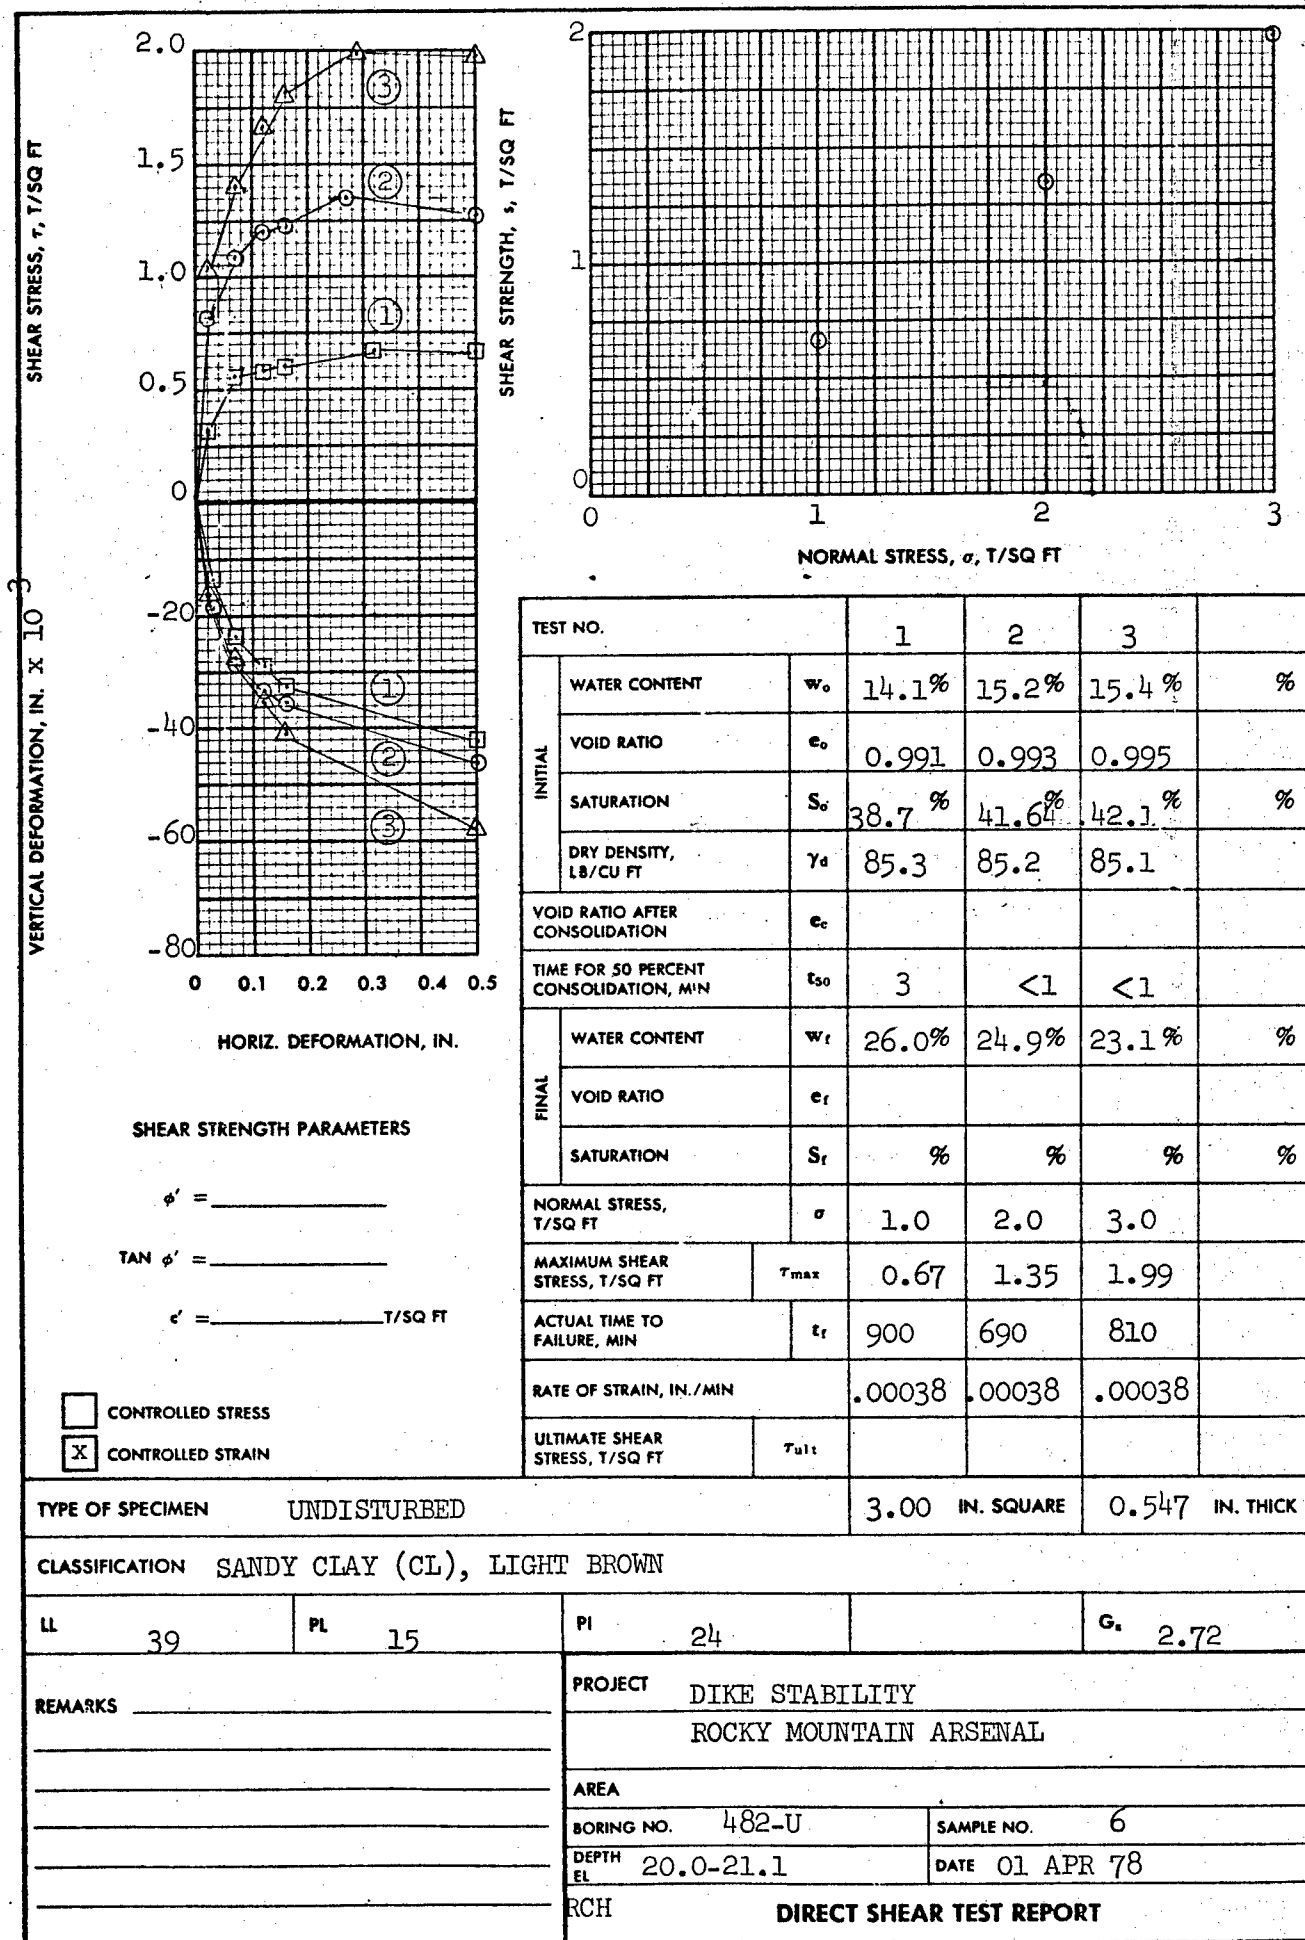 2.0
1.5
1.0
0.5
0
-20
-40
-60
-80
SHEAR STRESS, τ, T/SQ FT
VERTICAL DEFORMATION, IN. X 10 3
3
2
1
1
2
3
0 0.1 0.2 0.3 0.4 0.5
HORIZ. DEFORMATION, IN.
2
1
0
SHEAR STRENGTH, s, T/SQ FT
0 1 2 3
NORMAL STRESS, σ, T/SQ FT
SHEAR STRENGTH PARAMETERS
φ' =
TAN φ' =
c' = T/SQ FT
CONTROLLED STRESS
X CONTROLLED STRAIN
TEST NO. 1 2 3
INITIAL
WATER CONTENT wₒ 14.1% 15.2% 15.4% %
VOID RATIO eₒ 0.991 0.993 0.995
SATURATION Sₒ 38.7 % 41.64% 42.1 % %
DRY DENSITY, LB/CU FT γd 85.3 85.2 85.1
VOID RATIO AFTER CONSOLIDATION ec
TIME FOR 50 PERCENT CONSOLIDATION, MIN t50 3 <1 <1
FINAL
WATER CONTENT wf 26.0% 24.9% 23.1% %
VOID RATIO ef
SATURATION Sf % % % %
NORMAL STRESS, T/SQ FT σ 1.0 2.0 3.0
MAXIMUM SHEAR STRESS, T/SQ FT τmax 0.67 1.35 1.99
ACTUAL TIME TO FAILURE, MIN tf 900 690 810
RATE OF STRAIN, IN./MIN .00038 .00038 .00038
ULTIMATE SHEAR STRESS, T/SQ FT τult
TYPE OF SPECIMEN UNDISTURBED 3.00 IN. SQUARE 0.547 IN. THICK
CLASSIFICATION SANDY CLAY (CL), LIGHT BROWN
LL 39 PL 15 PI 24 Gs 2.72
REMARKS
PROJECT DIKE STABILITY
ROCKY MOUNTAIN ARSENAL
AREA
BORING NO. 482-U SAMPLE NO. 6
DEPTH EL 20.0-21.1 DATE 01 APR 78
RCH DIRECT SHEAR TEST REPORT